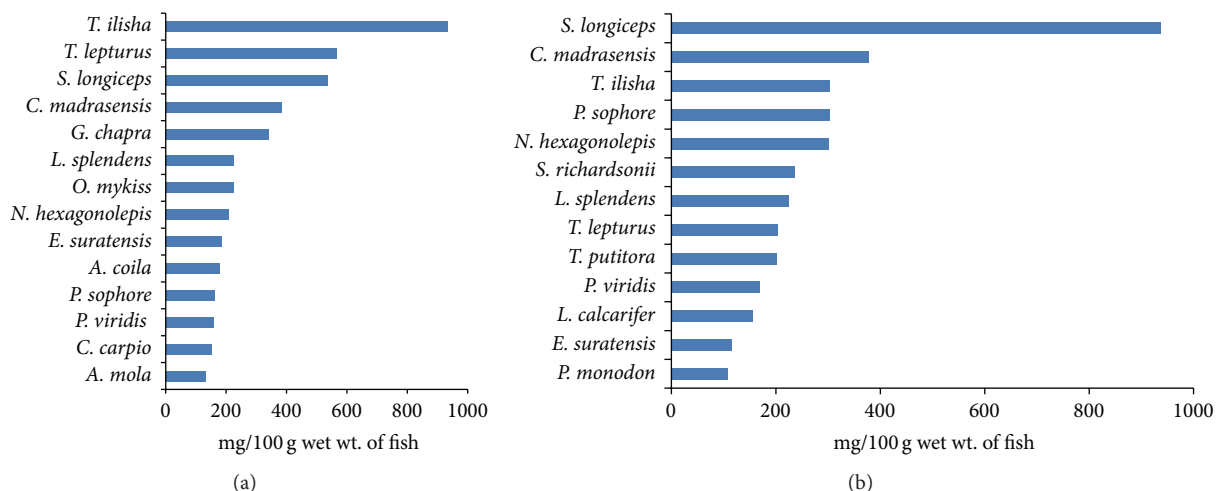 T. ilisha
T. lepturus
S. longiceps
C. madrasensis
G. chapra
L. splendens
O. mykiss
N. hexagonolepis
E. suratensis
A. coila
P. sophore
P. viridis
C. carpio
A. mola
0 200 400 600 800 1000
mg/100 g wet wt. of fish
(a)
S. longiceps
C. madrasensis
T. ilisha
P. sophore
N. hexagonolepis
S. richardsonii
L. splendens
T. lepturus
T. putitora
P. viridis
L. calcarifer
E. suratensis
P. monodon
0 200 400 600 800 1000
mg/100 g wet wt. of fish
(b)